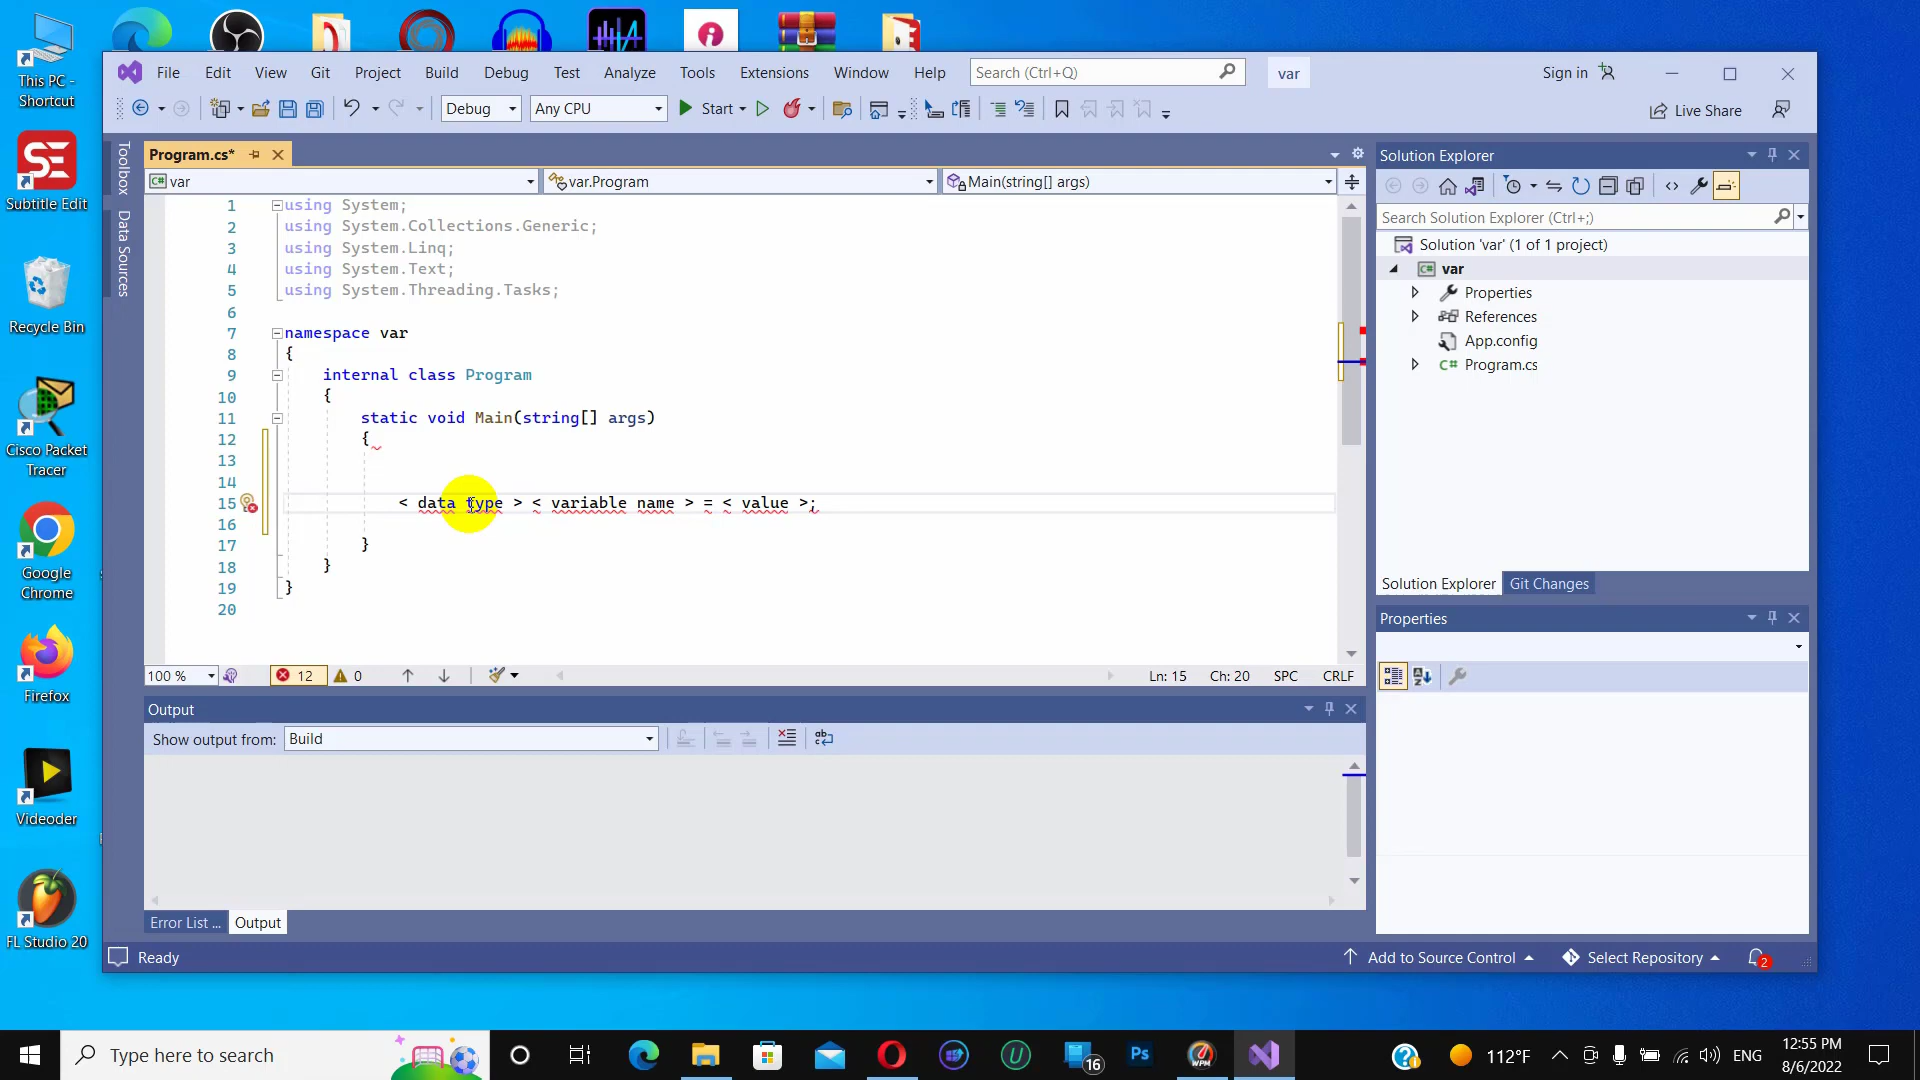 This PC -
Shortcut
Subtitle Edit
Recycle Bin
Cisco Packet
Tracer
Google
Chrome
Firefox
Videoder
FL Studio 20
File Edit View Git Project Build Debug Test Analyze Tools Extensions Window Help Search (Ctrl+Q) var Sign in
Debug Any CPU Start Live Share
Toolbox
Data Sources
Program.cs*
var var.Program Main(string[] args)
1 using System;
2 using System.Collections.Generic;
3 using System.Linq;
4 using System.Text;
5 using System.Threading.Tasks;
6
7 namespace var
8 {
9 internal class Program
10 {
11 static void Main(string[] args)
12 {
13
14
15 < data type > < variable name > = < value >;
16
17 }
18 }
19 }
20
100 % 12 0 Ln: 15 Ch: 20 SPC CRLF
Output
Show output from: Build
Error List ... Output
Solution Explorer
Search Solution Explorer (Ctrl+;)
Solution 'var' (1 of 1 project)
C# var
Properties
References
App.config
C# Program.cs
Solution Explorer Git Changes
Properties
Ready Add to Source Control Select Repository 2
Type here to search 16 Ps WPM 112°F ENG 12:55 PM
8/6/2022